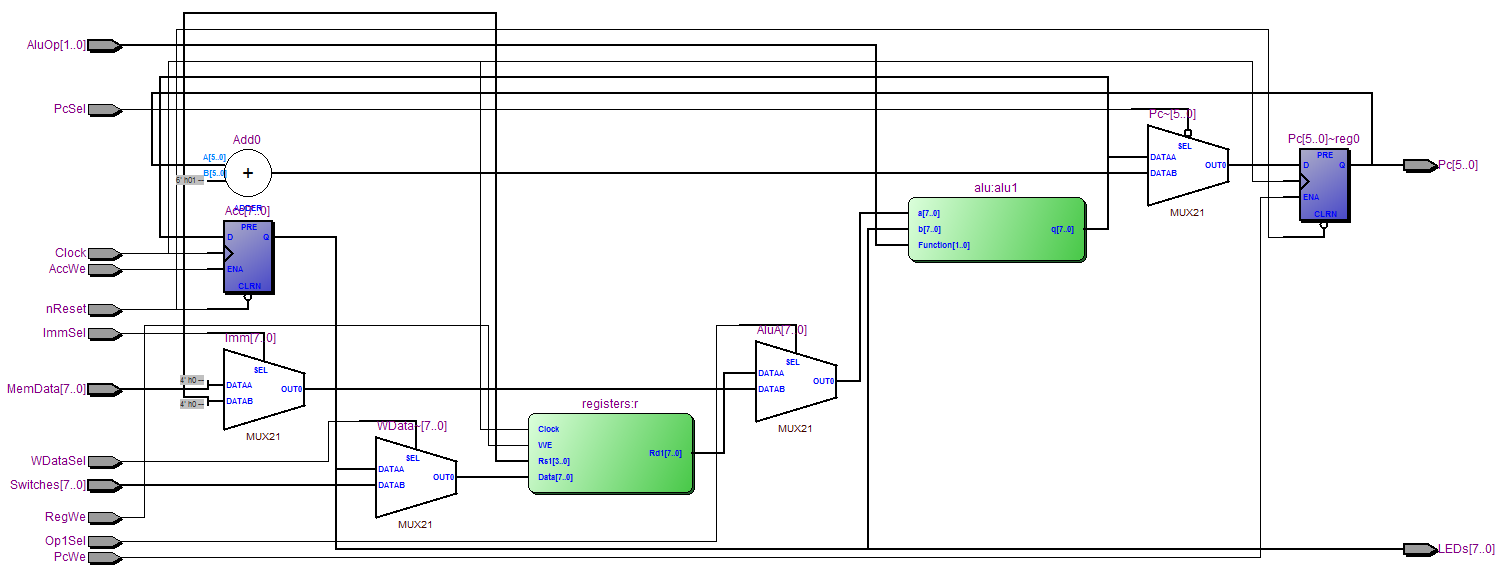 AluOp[1..0]
PcSel
Clock
AccWe
nReset
ImmSel
MemData[7..0]
WDataSel
Switches[7..0]
RegWe
Op1Sel
PcWe
Add0
A[5..0]
B[5..0]
6' h01 --
+
ADDER
Acc[7..0]
PRE
D
Q
ENA
CLRN
Imm[7..0]
SEL
4' h0 --
DATAA
4' h0 --
DATAB
OUT0
MUX21
WData~[7..0]
SEL
DATAA
DATAB
OUT0
MUX21
registers:r
Clock
WE
Rs1[3..0]
Data[7..0]
Rd1[7..0]
AluA[7..0]
SEL
DATAA
DATAB
OUT0
MUX21
alu:alu1
a[7..0]
b[7..0]
Function[1..0]
q[7..0]
Pc~[5..0]
SEL
DATAA
DATAB
OUT0
MUX21
Pc[5..0]~reg0
PRE
D
Q
ENA
CLRN
Pc[5..0]
LEDs[7..0]